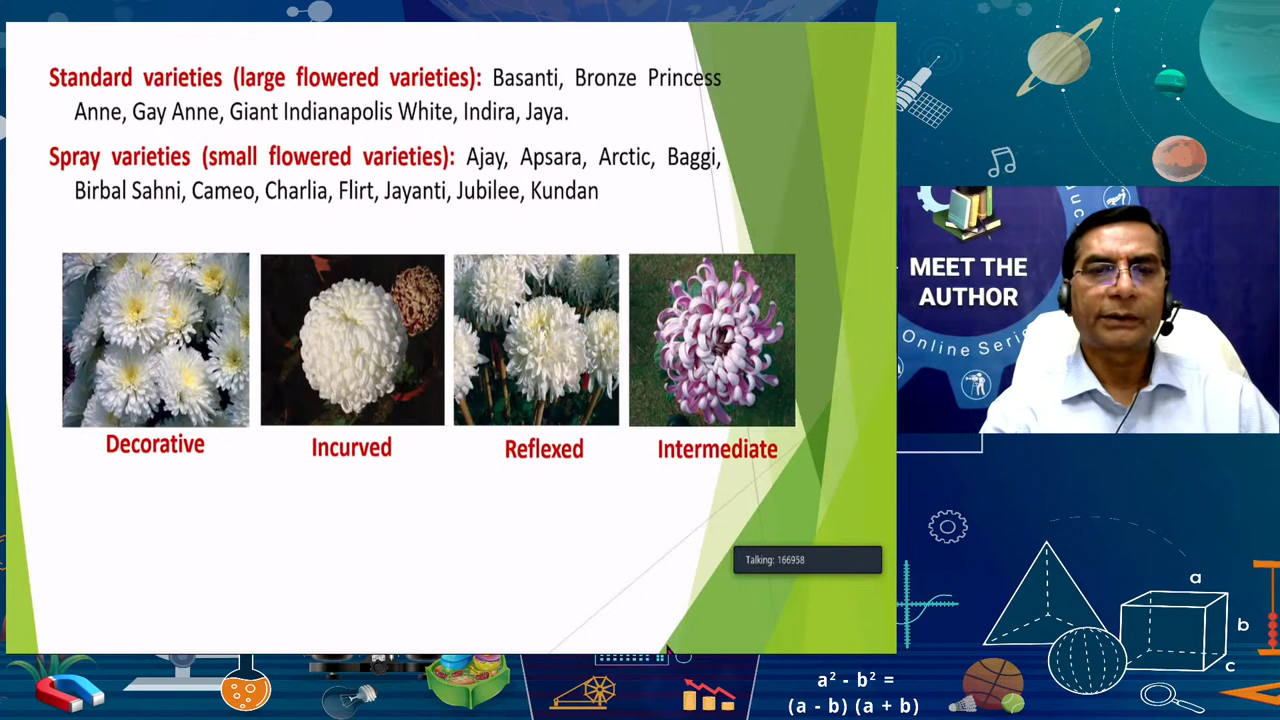 Standard varieties (large flowered varieties): Basanti, Bronze Princess
Anne, Gay Anne, Giant Indianapolis White, Indira, Jaya.
Spray varieties (small flowered varieties): Ajay, Apsara, Arctic, Baggi,
Birbal Sahni, Cameo, Charlia, Flirt, Jayanti, Jubilee, Kundan
Decorative
Incurved
Reflexed
Intermediate
Talking: 166958
MEET THE
AUTHOR
Online Serie
a
b
c
a² - b² =
(a - b) (a + b)